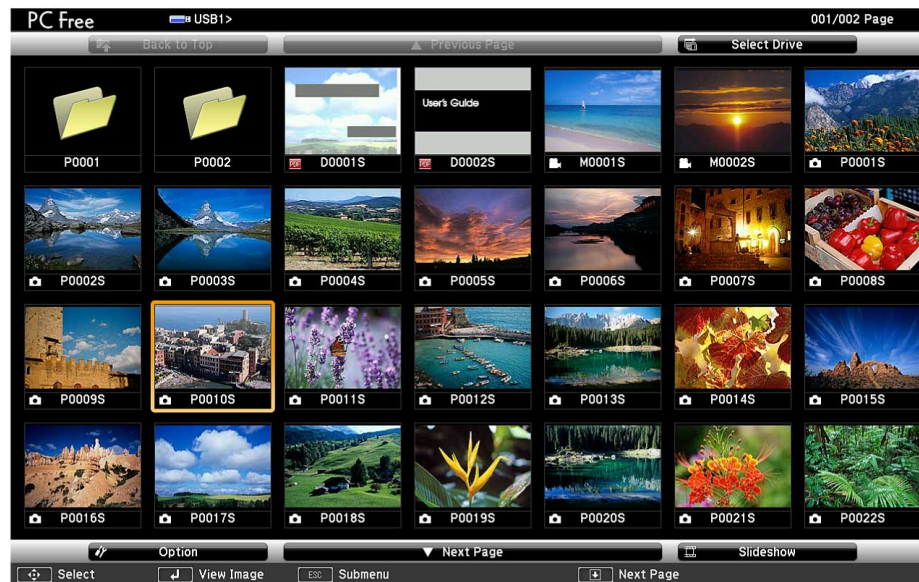 PC Free USB1> 001/002 Page
Back to Top Previous Page Select Drive
User's Guide
P0001 P0002 PDF D0001S PDF D0002S M0001S M0002S P0001S
P0002S P0003S P0004S P0005S P0006S P0007S P0008S
P0009S P0010S P0011S P0012S P0013S P0014S P0015S
P0016S P0017S P0018S P0019S P0020S P0021S P0022S
Option Next Page Slideshow
Select View Image ESC Submenu Next Page